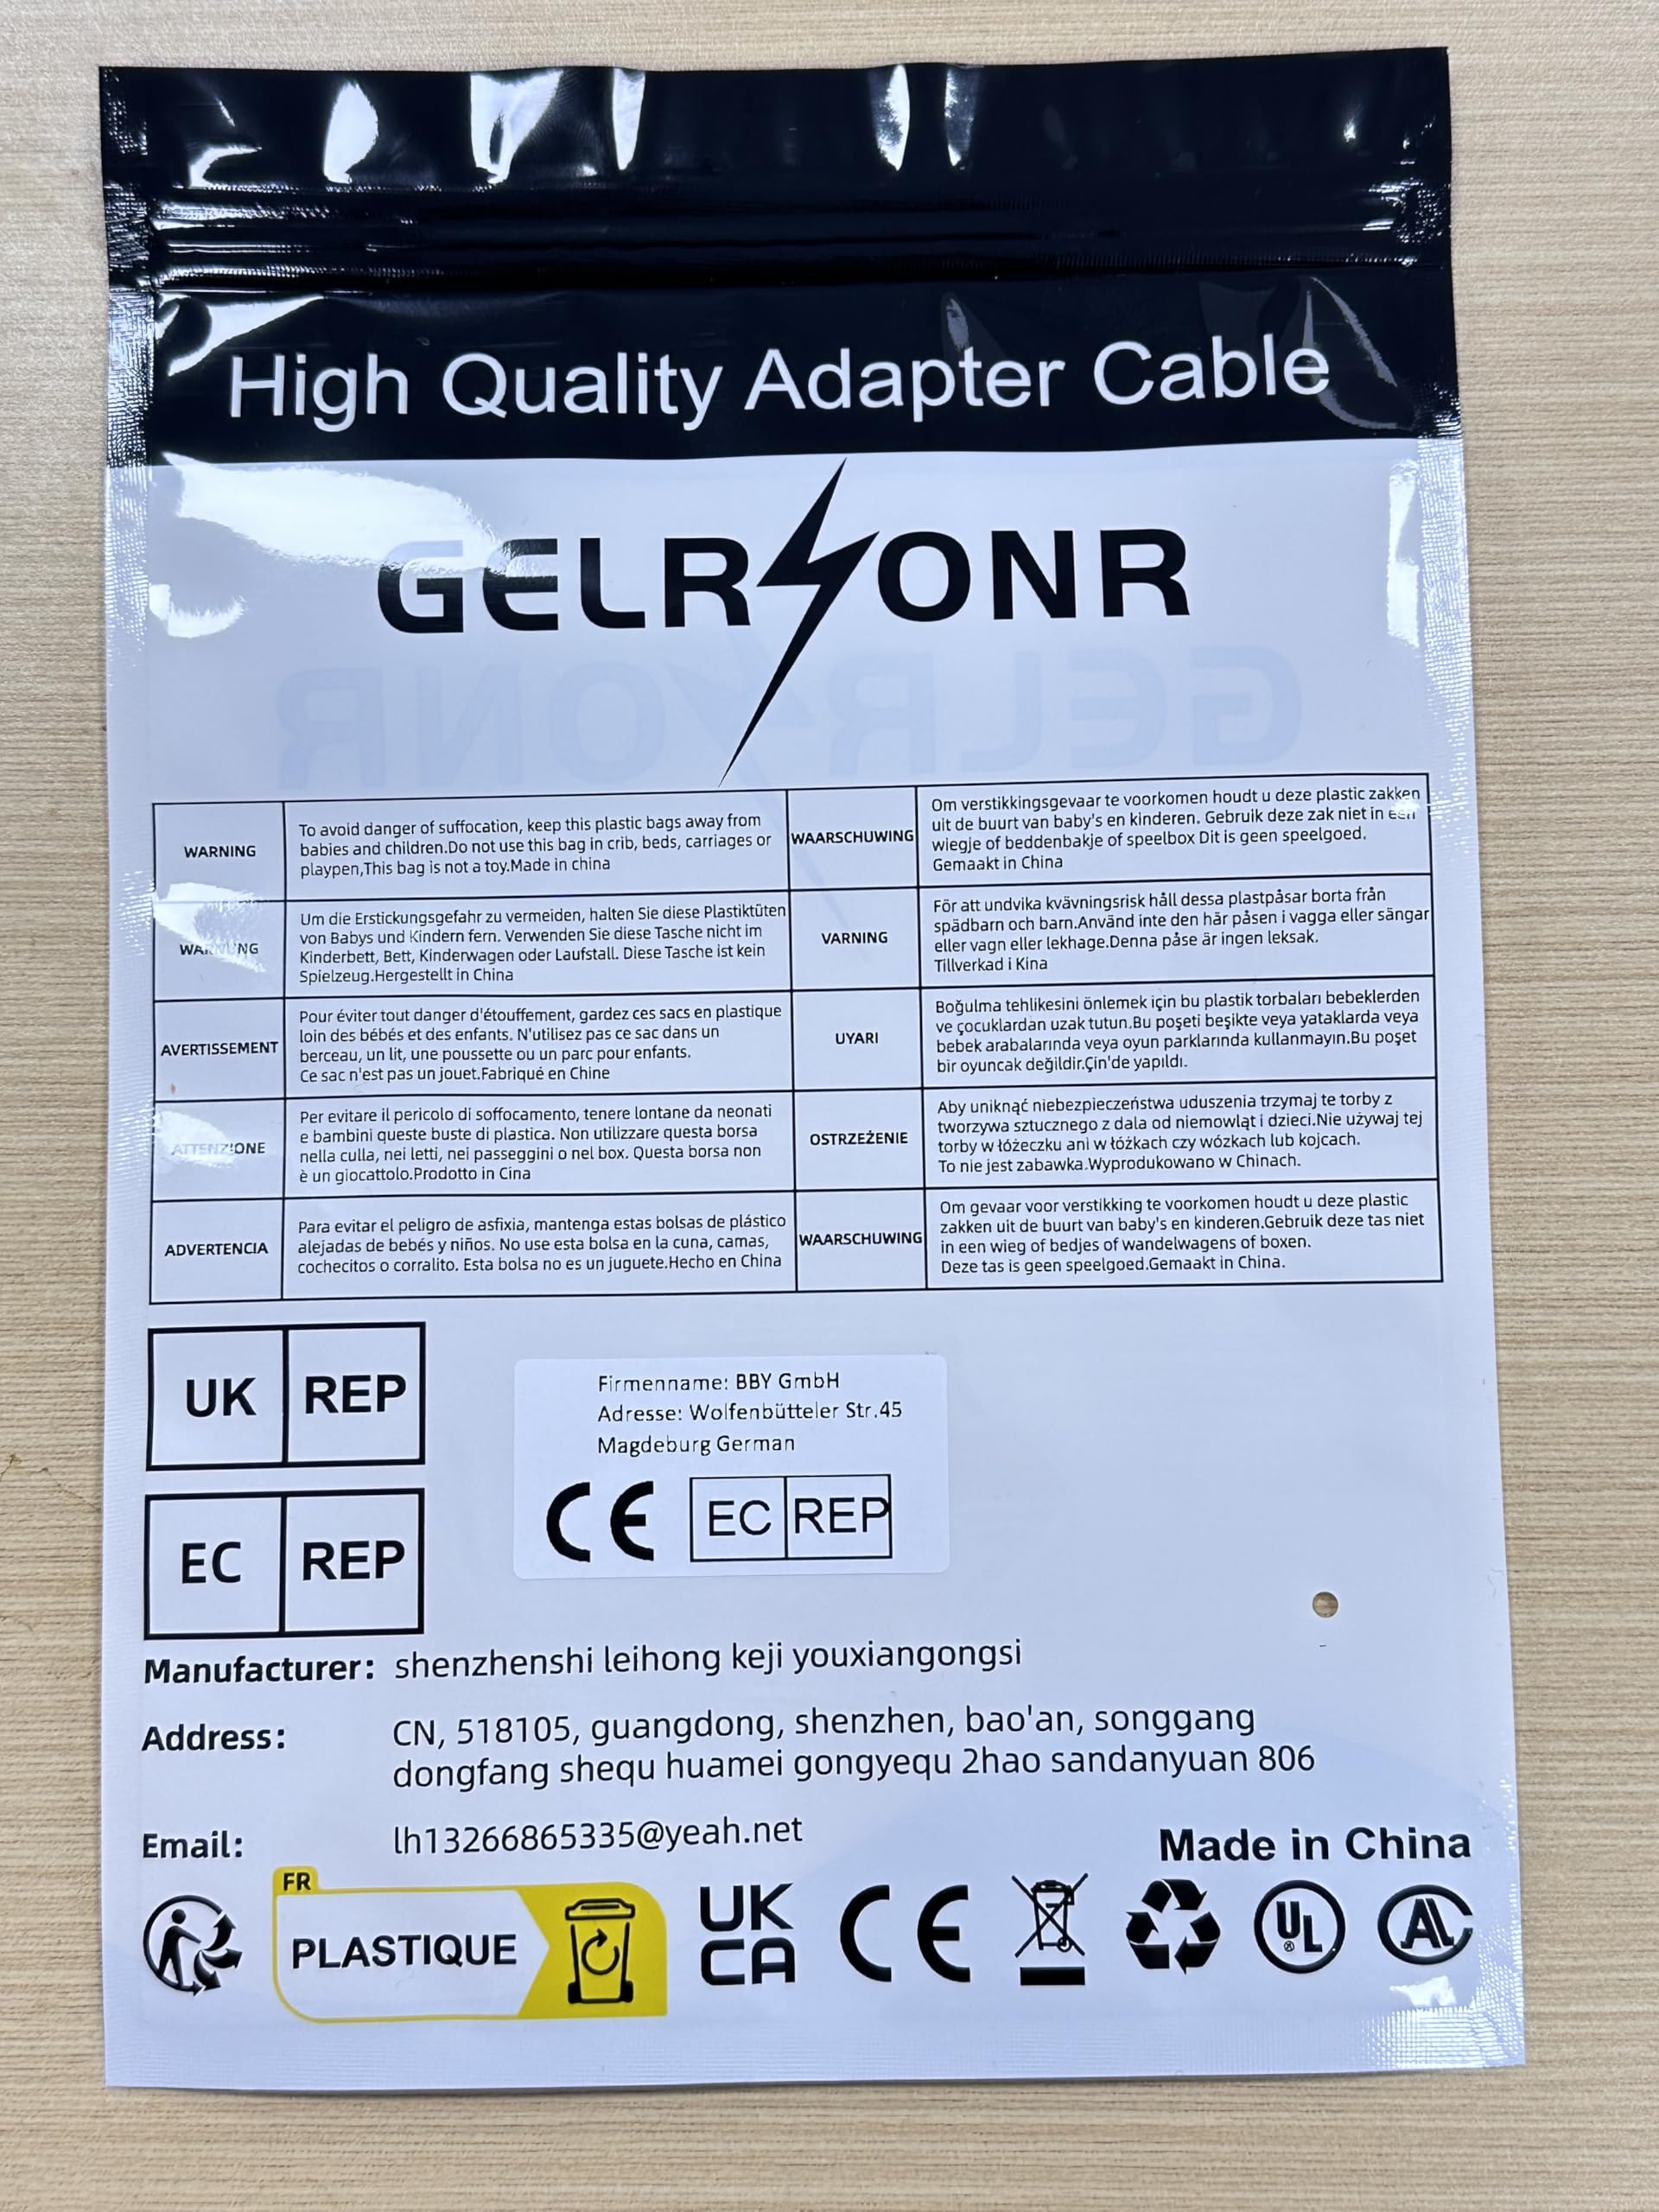 High Quality Adapter Cable
GELRONR
WARNING
To avoid danger of suffocation, keep this plastic bags away from
babies and children.Do not use this bag in crib, beds, carriages or
playpen,This bag is not a toy.Made in china
WAARSCHUWING
Om verstikkingsgevaar te voorkomen houdt u deze plastic zakken
uit de buurt van baby's en kinderen. Gebruik deze zak niet in een
wiegje of beddenbakje of speelbox Dit is geen speelgoed.
Gemaakt in China
Um die Erstickungsgefahr zu vermeiden, halten Sie diese Plastiktüten
von Babys und Kindern fern. Verwenden Sie diese Tasche nicht im
Kinderbett, Bett, Kinderwagen oder Laufstall. Diese Tasche ist kein
Spielzeug.Hergestellt in China
VARNING
För att undvika kvävningsrisk håll dessa plastpåsar borta från
spädbarn och barn.Använd inte den här påsen i vagga eller sängar
eller vagn eller lekhage.Denna påse är ingen leksak.
Tillverkad i Kina
AVERTISSEMENT
Pour éviter tout danger d'étouffement, gardez ces sacs en plastique
loin des bébés et des enfants. N'utilisez pas ce sac dans un
berceau, un lit, une poussette ou un parc pour enfants.
Ce sac n'est pas un jouet.Fabriqué en Chine
UYARI
Boğulma tehlikesini önlemek için bu plastik torbaları bebeklerden
ve çocuklardan uzak tutun.Bu poşeti beşikte veya yataklarda veya
bebek arabalarında veya oyun parklarında kullanmayın.Bu poşet
bir oyuncak değildir.Çin'de yapıldı.
ATTENZIONE
Per evitare il pericolo di soffocamento, tenere lontane da neonati
e bambini queste buste di plastica. Non utilizzare questa borsa
nella culla, nei letti, nei passeggini o nel box. Questa borsa non
è un giocattolo.Prodotto in Cina
OSTRZEŻENIE
Aby uniknąć niebezpieczeństwa uduszenia trzymaj te torby z
tworzywa sztucznego z dala od niemowląt i dzieci.Nie używaj tej
torby w łóżeczku ani w łóżkach czy wózkach lub kojcach.
To nie jest zabawka.Wyprodukowano w Chinach.
ADVERTENCIA
Para evitar el peligro de asfixia, mantenga estas bolsas de plástico
alejadas de bebés y niños. No use esta bolsa en la cuna, camas,
cochecitos o corralito. Esta bolsa no es un juguete.Hecho en China
WAARSCHUWING
Om gevaar voor verstikking te voorkomen houdt u deze plastic
zakken uit de buurt van baby's en kinderen.Gebruik deze tas niet
in een wieg of bedjes of wandelwagens of boxen.
Deze tas is geen speelgoed.Gemaakt in China.
UK REP
Firmenname: BBY GmbH
Adresse: Wolfenbütteler Str.45
Magdeburg German
CE EC REP
EC REP
Manufacturer: shenzhenshi leihong keji youxiangongsi
Address: CN, 518105, guangdong, shenzhen, bao'an, songgang
dongfang shequ huamei gongyequ 2hao sandanyuan 806
Email: lh13266865335@yeah.net
Made in China
FR
PLASTIQUE
UK
CA
CE
UL